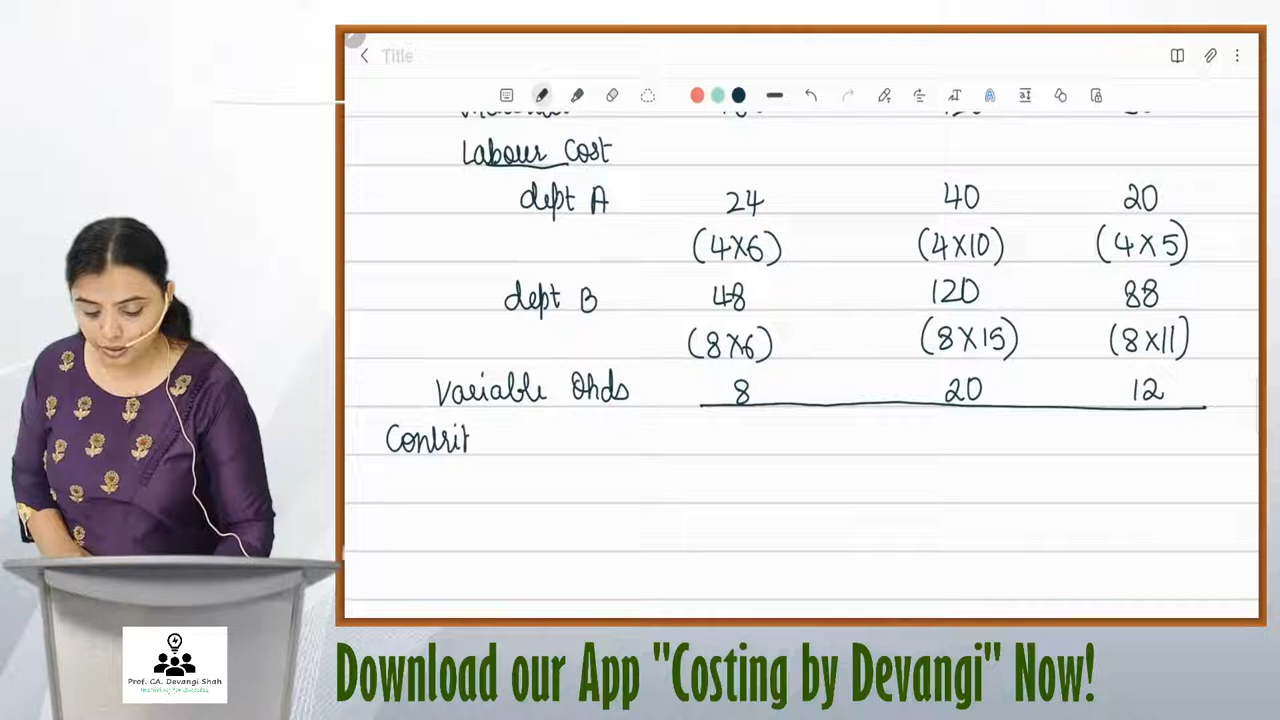 Title
Labour Cost
dept A 24 40 20
(4X6) (4X10) (4X5)
dept B 48 120 88
(8X6) (8X15) (8X11)
Variable Ohds 8 20 12
Contrit
Prof. CA. Devangi Shah
Download our App "Costing by Devangi" Now!